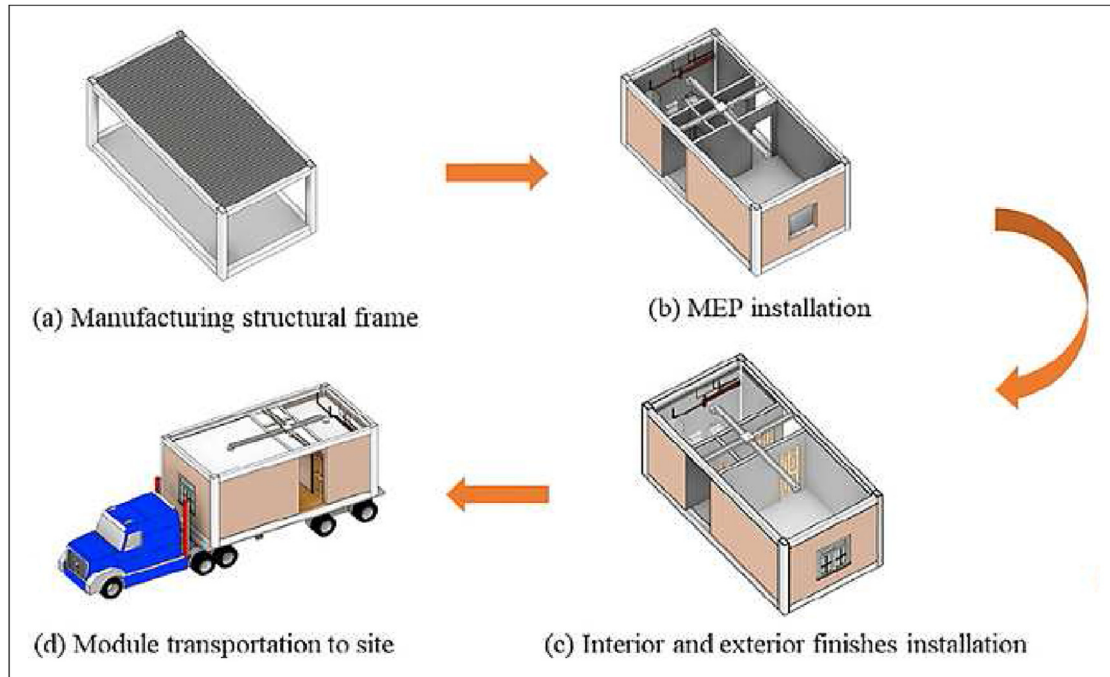 (a) Manufacturing structural frame
(b) MEP installation
(c) Interior and exterior finishes installation
(d) Module transportation to site